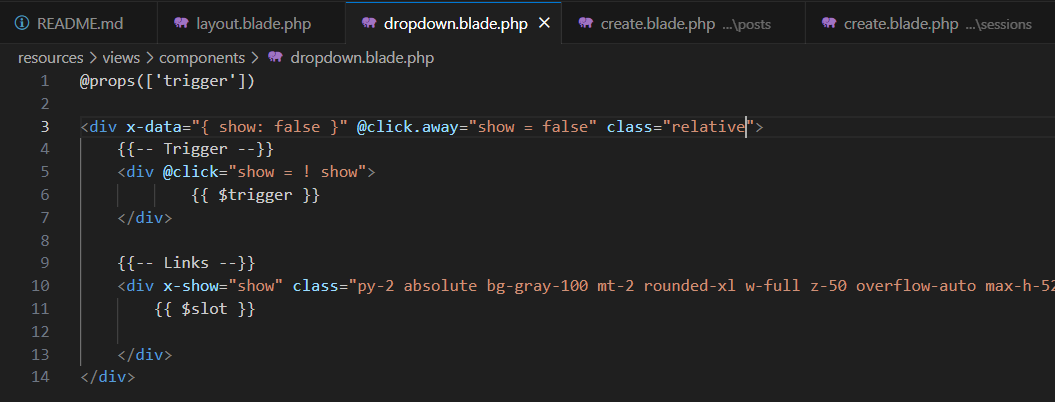 README.md layout.blade.php dropdown.blade.php create.blade.php ...\posts create.blade.php ...\sessions
resources > views > components > dropdown.blade.php
1 @props(['trigger'])
2
3 <div x-data="{ show: false }" @click.away="show = false" class="relative">
4 {{-- Trigger --}}
5 <div @click="show = ! show">
6 {{ $trigger }}
7 </div>
8
9 {{-- Links --}}
10 <div x-show="show" class="py-2 absolute bg-gray-100 mt-2 rounded-xl w-full z-50 overflow-auto max-h-52
11 {{ $slot }}
12
13 </div>
14 </div>